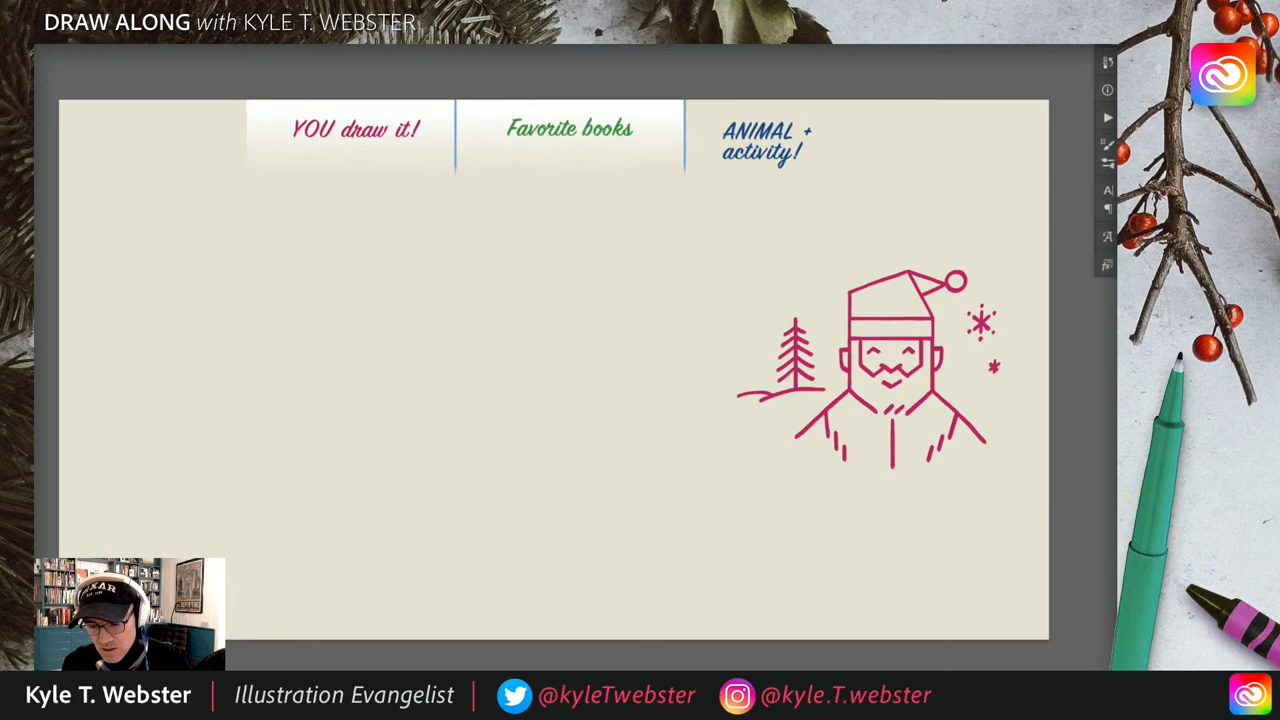 DRAW ALONG with KYLE T. WEBSTER
YOU draw it!
Favorite books
ANIMAL +
activity!
Kyle T. Webster
Illustration Evangelist
@kyleTwebster
@kyle.T.webster